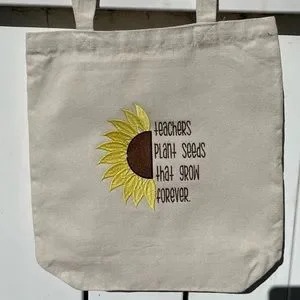 teachers
Plant Seeds
that grow
forever.